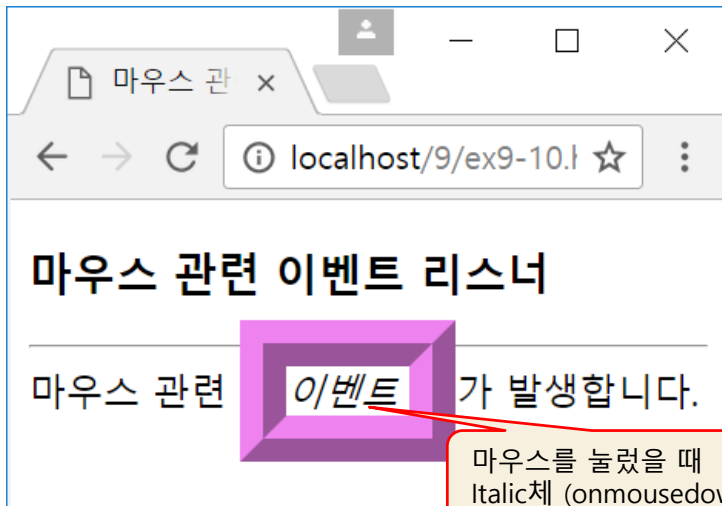 마우스 관
localhost/9/ex9-10.h
마우스 관련 이벤트 리스너
마우스 관련 이벤트 가 발생합니다.
마우스를 눌렀을 때
Italic체 (onmousedow